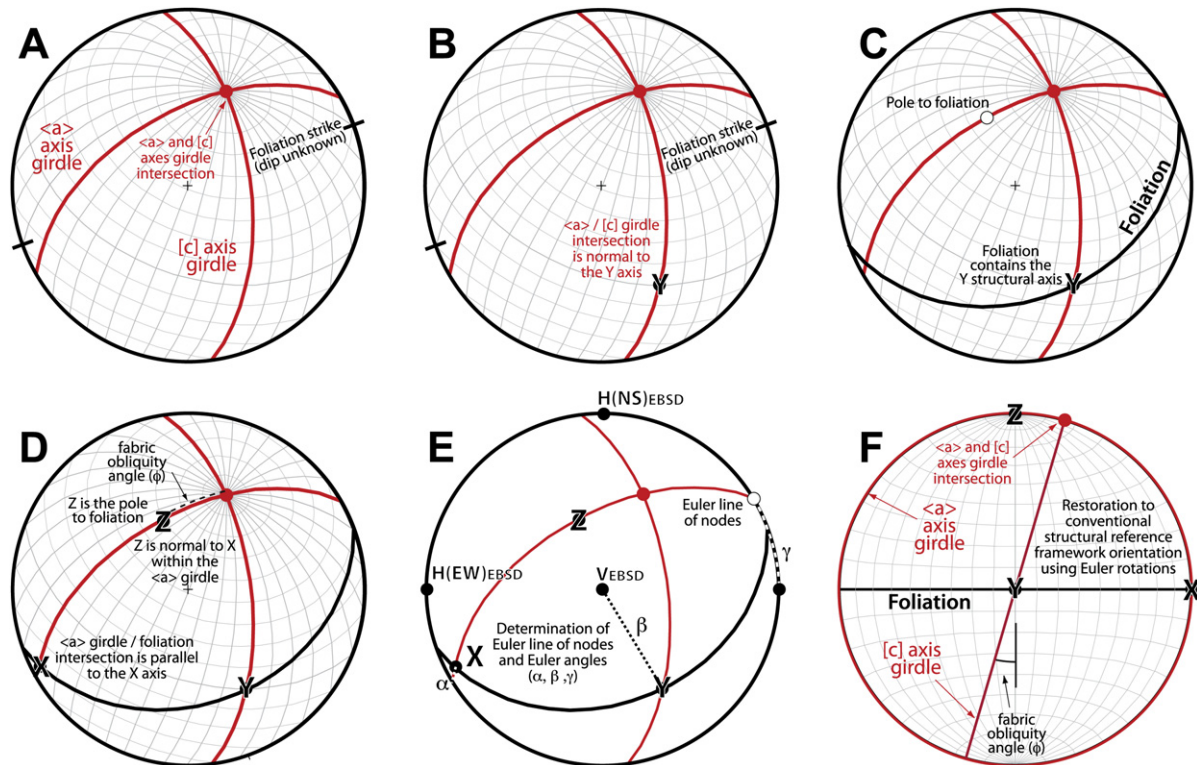 A
<a>
axis
girdle
<a> and [c]
axes girdle
intersection
Foliation strike
(dip unknown)
[c] axis
girdle
B
Foliation strike
(dip unknown)
<a> / [c] girdle
intersection
is normal to
the Y axis
Y
C
Pole to foliation
Foliation
Foliation
contains the
Y structural axis
Y
D
fabric
obliquity
angle (ϕ)
Z is the pole
to foliation
Z
Z is normal to X
within the
<a> girdle
X
<a> girdle / foliation
intersection is parallel
to the X axis
Y
E
H(NS)EBSD
Euler line
of nodes
Z
γ
H(EW)EBSD
VEBSD
β
Determination of
Euler line of nodes
and Euler angles
(α, β ,γ)
X
α
Y
F
Z
<a> and [c]
axes girdle
intersection
<a>
axis
girdle
Restoration to
conventional
structural reference
framework orientation
using Euler rotations
Y
X
Foliation
[c] axis
girdle
fabric
obliquity
angle (ϕ)